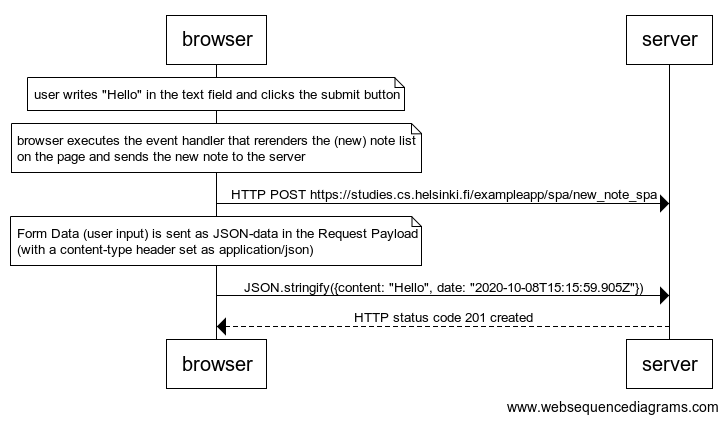 browser
server
user writes "Hello" in the text field and clicks the submit button
browser executes the event handler that rerenders the (new) note list
on the page and sends the new note to the server
HTTP POST https://studies.cs.helsinki.fi/exampleapp/spa/new_note_spa
Form Data (user input) is sent as JSON-data in the Request Payload
(with a content-type header set as application/json)
JSON.stringify({content: "Hello", date: "2020-10-08T15:15:59.905Z"})
HTTP status code 201 created
browser
server
www.websequencediagrams.com